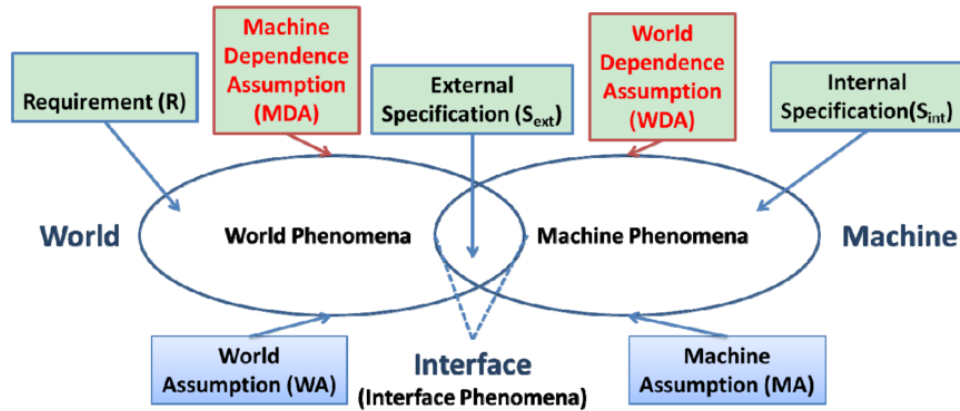 Machine
Dependence
Assumption
(MDA)
World
Dependence
Assumption
(WDA)
Requirement (R)
External
Specification (Sext)
Internal
Specification(Sint)
World
World Phenomena
Machine Phenomena
Machine
World
Assumption (WA)
Interface
(Interface Phenomena)
Machine
Assumption (MA)